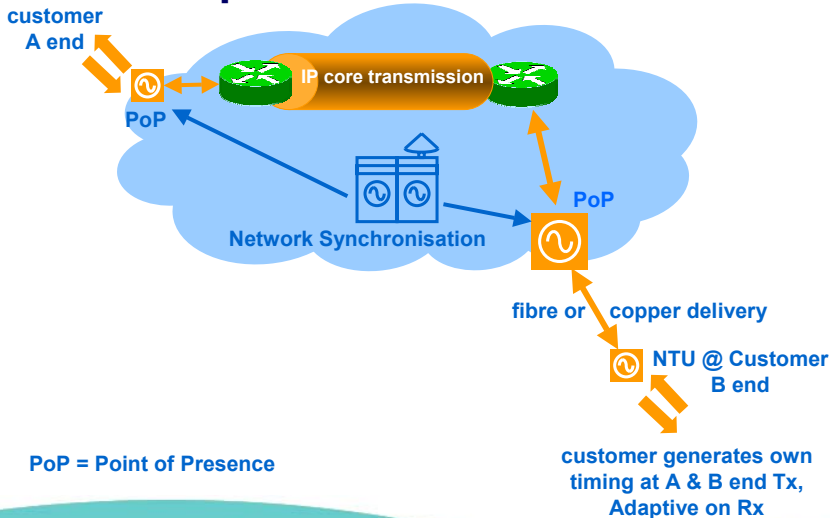 customer
A end
IP core transmission
PoP
PoP
Network Synchronisation
fibre or copper delivery
NTU @ Customer
B end
PoP = Point of Presence
customer generates own
timing at A & B end Tx,
Adaptive on Rx